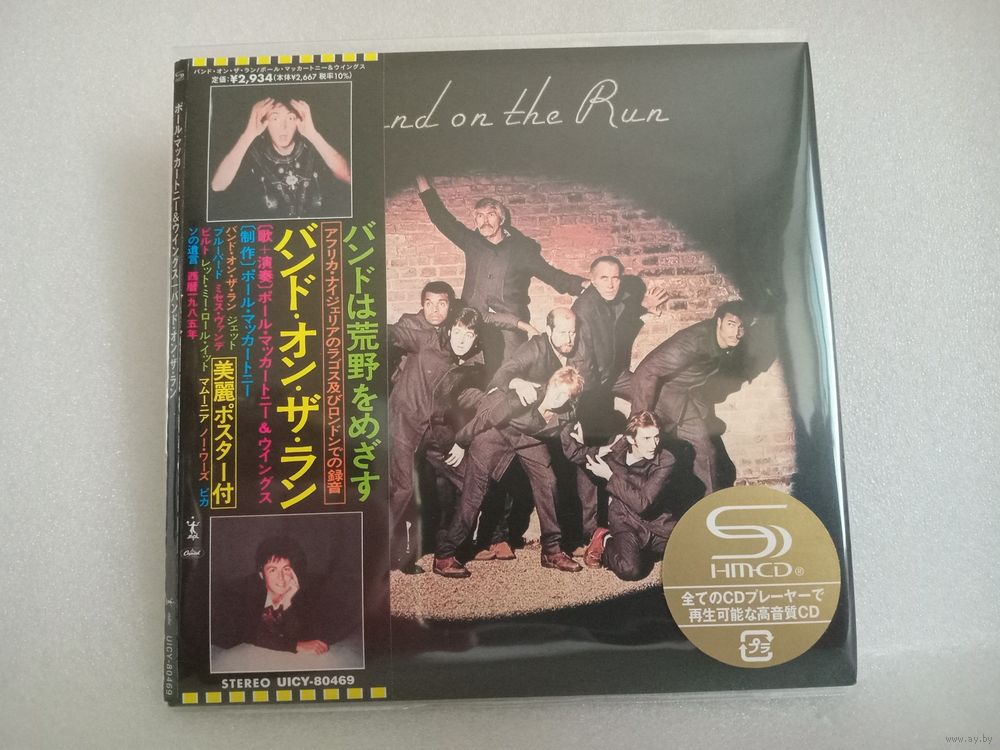 バンド・オン・ザ・ラン/ポール・マッカートニー&ウイングス
定価:¥2,934(本体¥2,667 税率10%)
nd on the Run
バンドは荒野をめざす
アフリカ・ナイジェリアのラゴス及びロンドンでの録音
バンド・オン・ザ・ラン
〔歌+演奏〕ポール・マッカートニー&ウイングス
〔制作〕ポール・マッカートニー
バンド・オン・ザ・ラン ジェット
ブルーバード ミセス・ヴァンデ
ビルト レット・ミー・ロール・イット マムーニア ノー・ワーズ ピカ
ソの遺言 西暦一九八五年
美麗ポスター付
Capitol
STEREO UICY-80469
ポール・マッカートニー&ウイングス|バンド・オン・ザ・ラン
UICY-80469
HM-CD®
全てのCDプレーヤーで
再生可能な高音質CD
プラ
www.ay.by